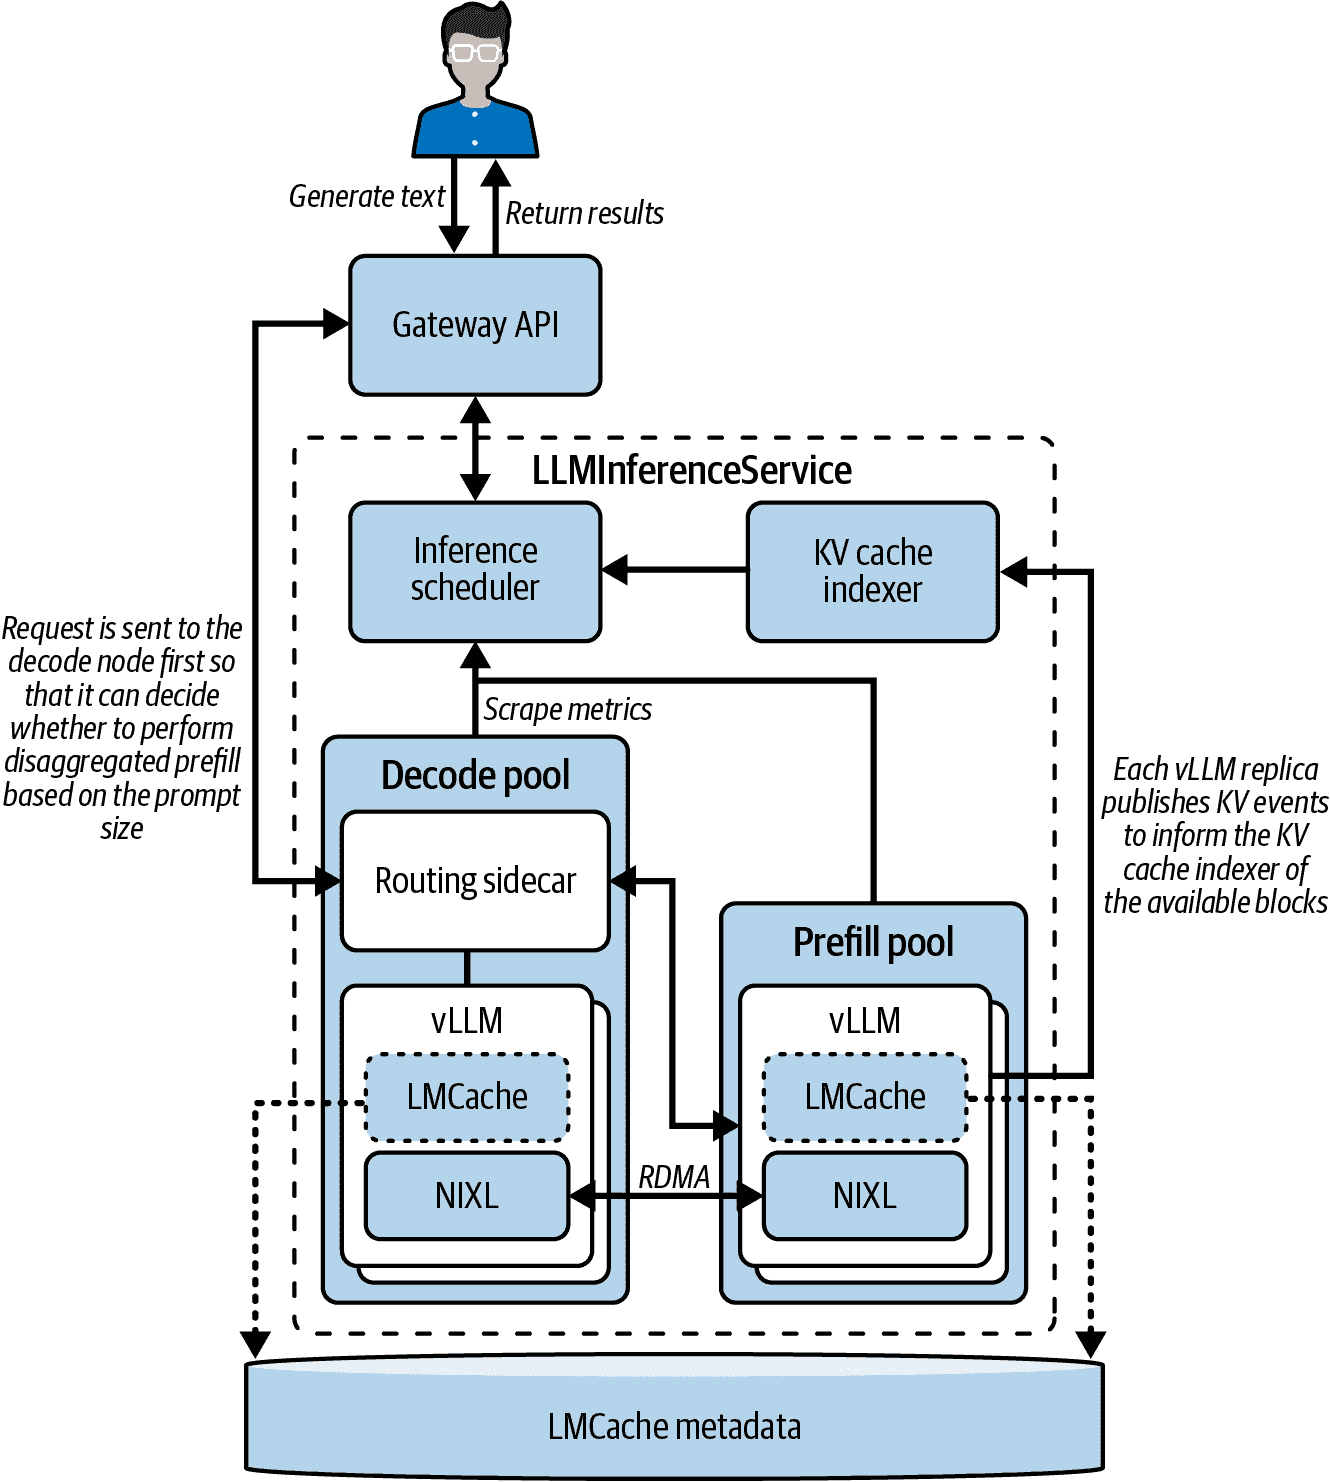 Generate text
Return results
Gateway API
LLMInferenceService
Inference
scheduler
KV cache
indexer
Request is sent to the
decode node first so
that it can decide
whether to perform
disaggregated prefill
based on the prompt
size
Scrape metrics
Each vLLM replica
publishes KV events
to inform the KV
cache indexer of
the available blocks
Decode pool
Routing sidecar
vLLM
LMCache
NIXL
RDMA
Prefill pool
vLLM
LMCache
NIXL
LMCache metadata